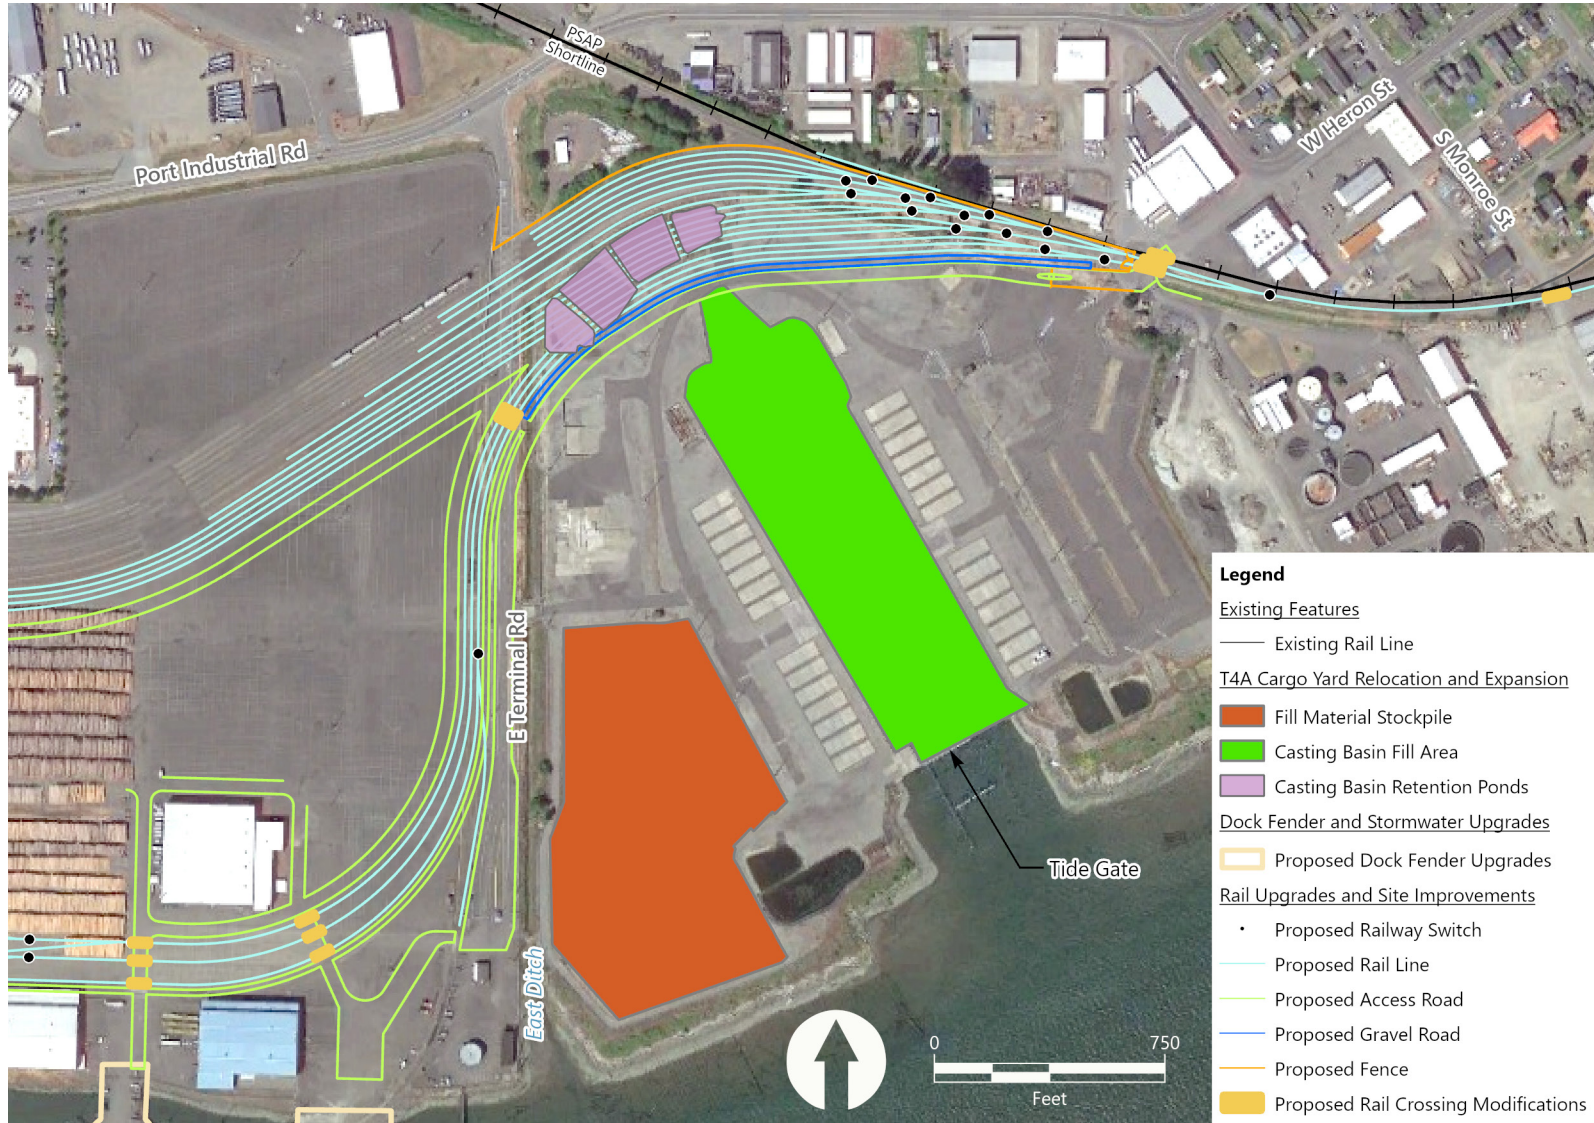 PSAP
Shortline
Port Industrial Rd
W Heron St
S Monroe St
E Terminal Rd
Tide Gate
East Ditch
0 750
Feet
Legend
Existing Features
Existing Rail Line
T4A Cargo Yard Relocation and Expansion
Fill Material Stockpile
Casting Basin Fill Area
Casting Basin Retention Ponds
Dock Fender and Stormwater Upgrades
Proposed Dock Fender Upgrades
Rail Upgrades and Site Improvements
Proposed Railway Switch
Proposed Rail Line
Proposed Access Road
Proposed Gravel Road
Proposed Fence
Proposed Rail Crossing Modifications